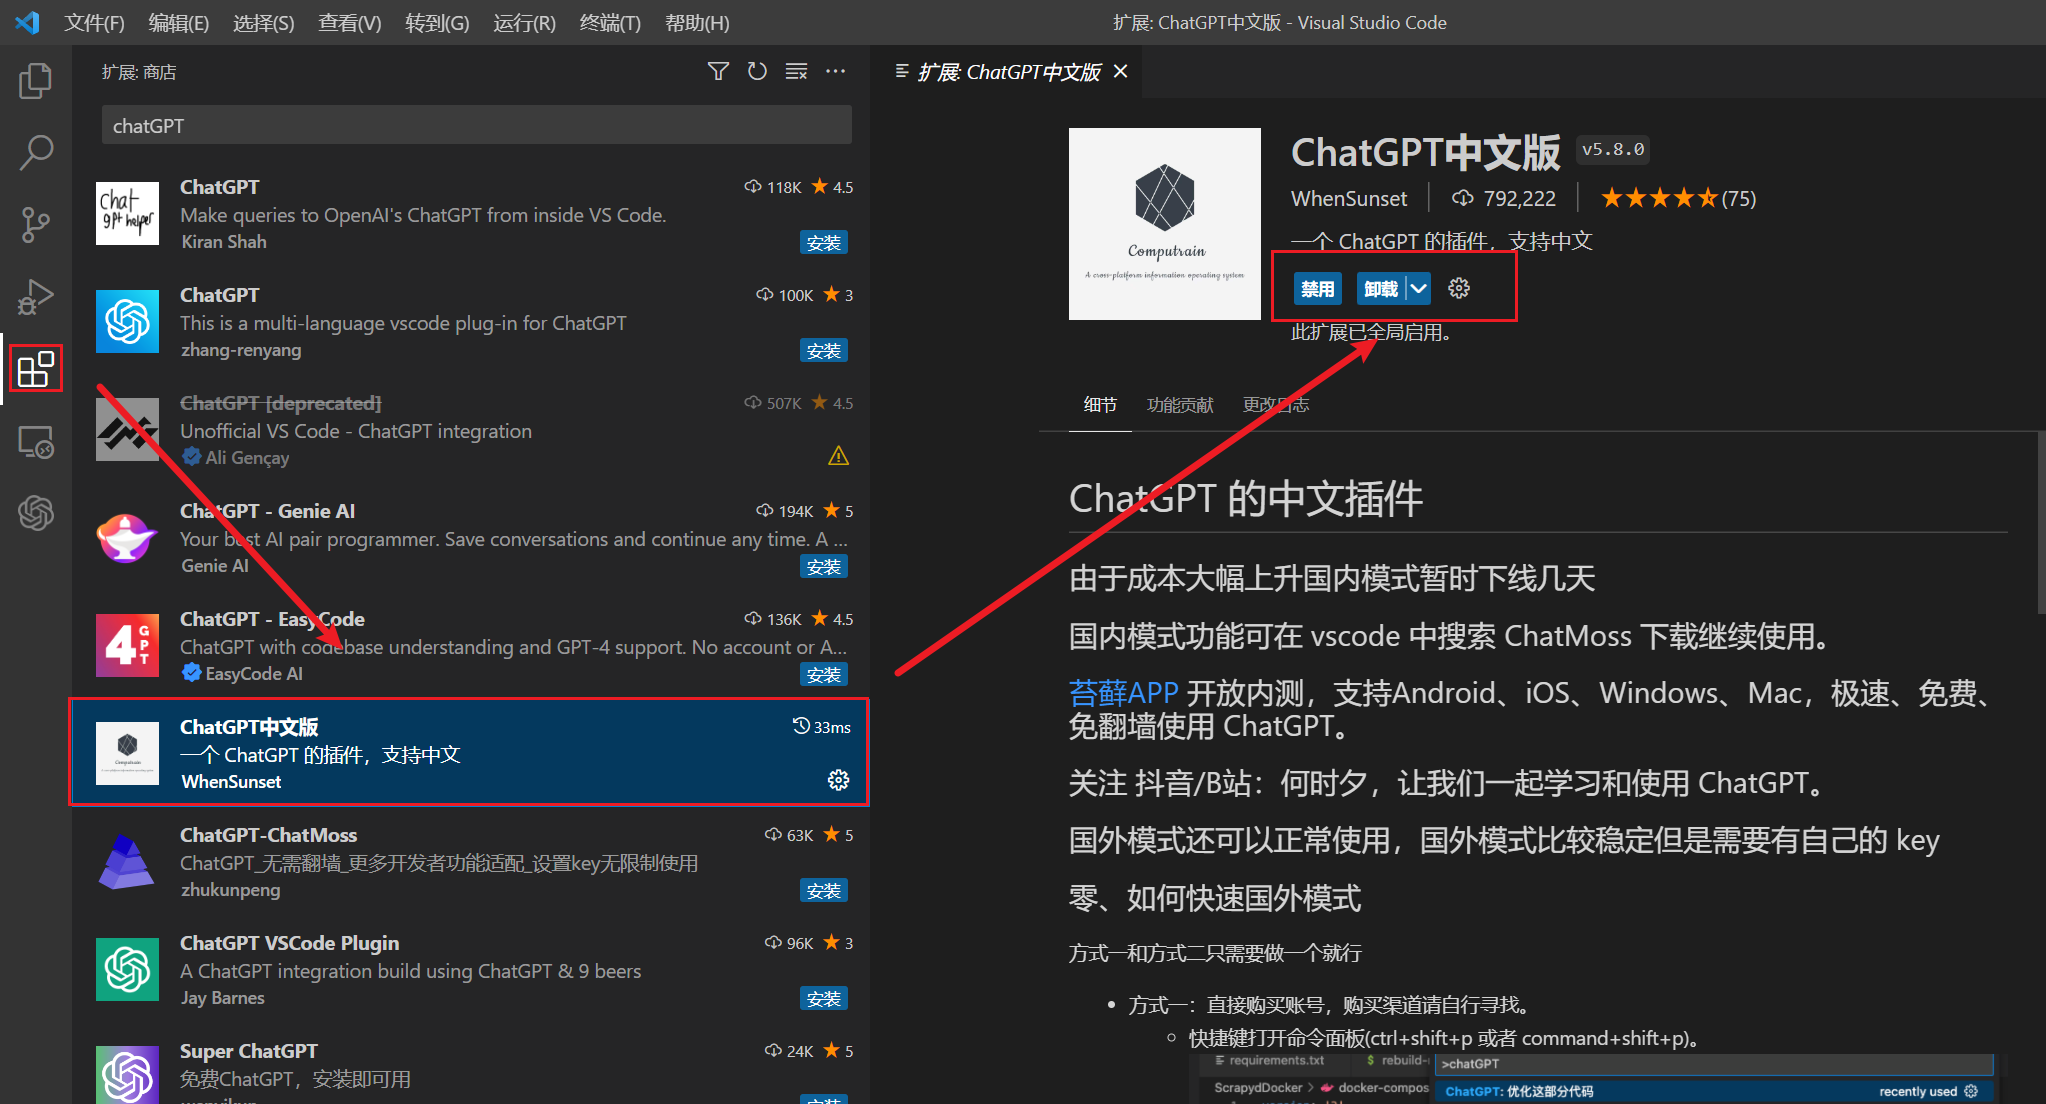 文件(F) 编辑(E) 选择(S) 查看(V) 转到(G) 运行(R) 终端(T) 帮助(H)
扩展: ChatGPT中文版 - Visual Studio Code
扩展: 商店
chatGPT
ChatGPT 118K 4.5
Make queries to OpenAI's ChatGPT from inside VS Code.
Kiran Shah 安装
Chat
gpt helper
ChatGPT 100K 3
This is a multi-language vscode plug-in for ChatGPT
zhang-renyang 安装
ChatGPT [deprecated] 507K 4.5
Unofficial VS Code - ChatGPT integration
Ali Gençay
ChatGPT - Genie AI 194K 5
Your best AI pair programmer. Save conversations and continue any time. A ...
Genie AI 安装
4 GPT
ChatGPT - EasyCode 136K 4.5
ChatGPT with codebase understanding and GPT-4 support. No account or A...
EasyCode AI 安装
ChatGPT中文版 33ms
一个 ChatGPT 的插件，支持中文
WhenSunset
ChatGPT-ChatMoss 63K 5
ChatGPT_无需翻墙_更多开发者功能适配_设置key无限制使用
zhukunpeng 安装
ChatGPT VSCode Plugin 96K 3
A ChatGPT integration build using ChatGPT & 9 beers
Jay Barnes 安装
Super ChatGPT 24K 5
免费ChatGPT，安装即可用
安装
扩展: ChatGPT中文版
Computrain
A cross-platform information operating system
ChatGPT中文版 v5.8.0
WhenSunset 792,222 (75)
一个 ChatGPT 的插件，支持中文
禁用 卸载
此扩展已全局启用。
细节 功能贡献 更改日志
ChatGPT 的中文插件
由于成本大幅上升国内模式暂时下线几天
国内模式功能可在 vscode 中搜索 ChatMoss 下载继续使用。
苔藓APP 开放内测，支持Android、iOS、Windows、Mac，极速、免费、
免翻墙使用 ChatGPT。
关注 抖音/B站：何时夕，让我们一起学习和使用 ChatGPT。
国外模式还可以正常使用，国外模式比较稳定但是需要有自己的 key
零、如何快速国外模式
方式一和方式二只需要做一个就行
• 方式一：直接购买账号，购买渠道请自行寻找。
◦ 快捷键打开命令面板(ctrl+shift+p 或者 command+shift+p)。
requirements.txt $ rebuild- >chatGPT
ScrapydDocker > docker-compos ChatGPT: 优化这部分代码 recently used